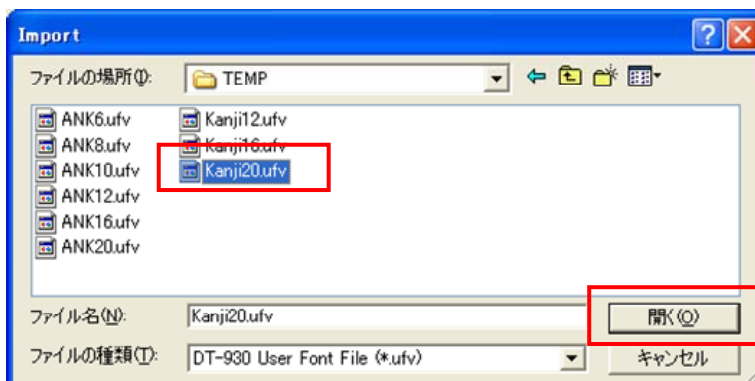 Import
ファイルの場所(I): TEMP
ANK6.ufv Kanji12.ufv
ANK8.ufv Kanji16.ufv
ANK10.ufv Kanji20.ufv
ANK12.ufv
ANK16.ufv
ANK20.ufv
ファイル名(N): Kanji20.ufv 開く(O)
ファイルの種類(T): DT-930 User Font File (*.ufv) キャンセル